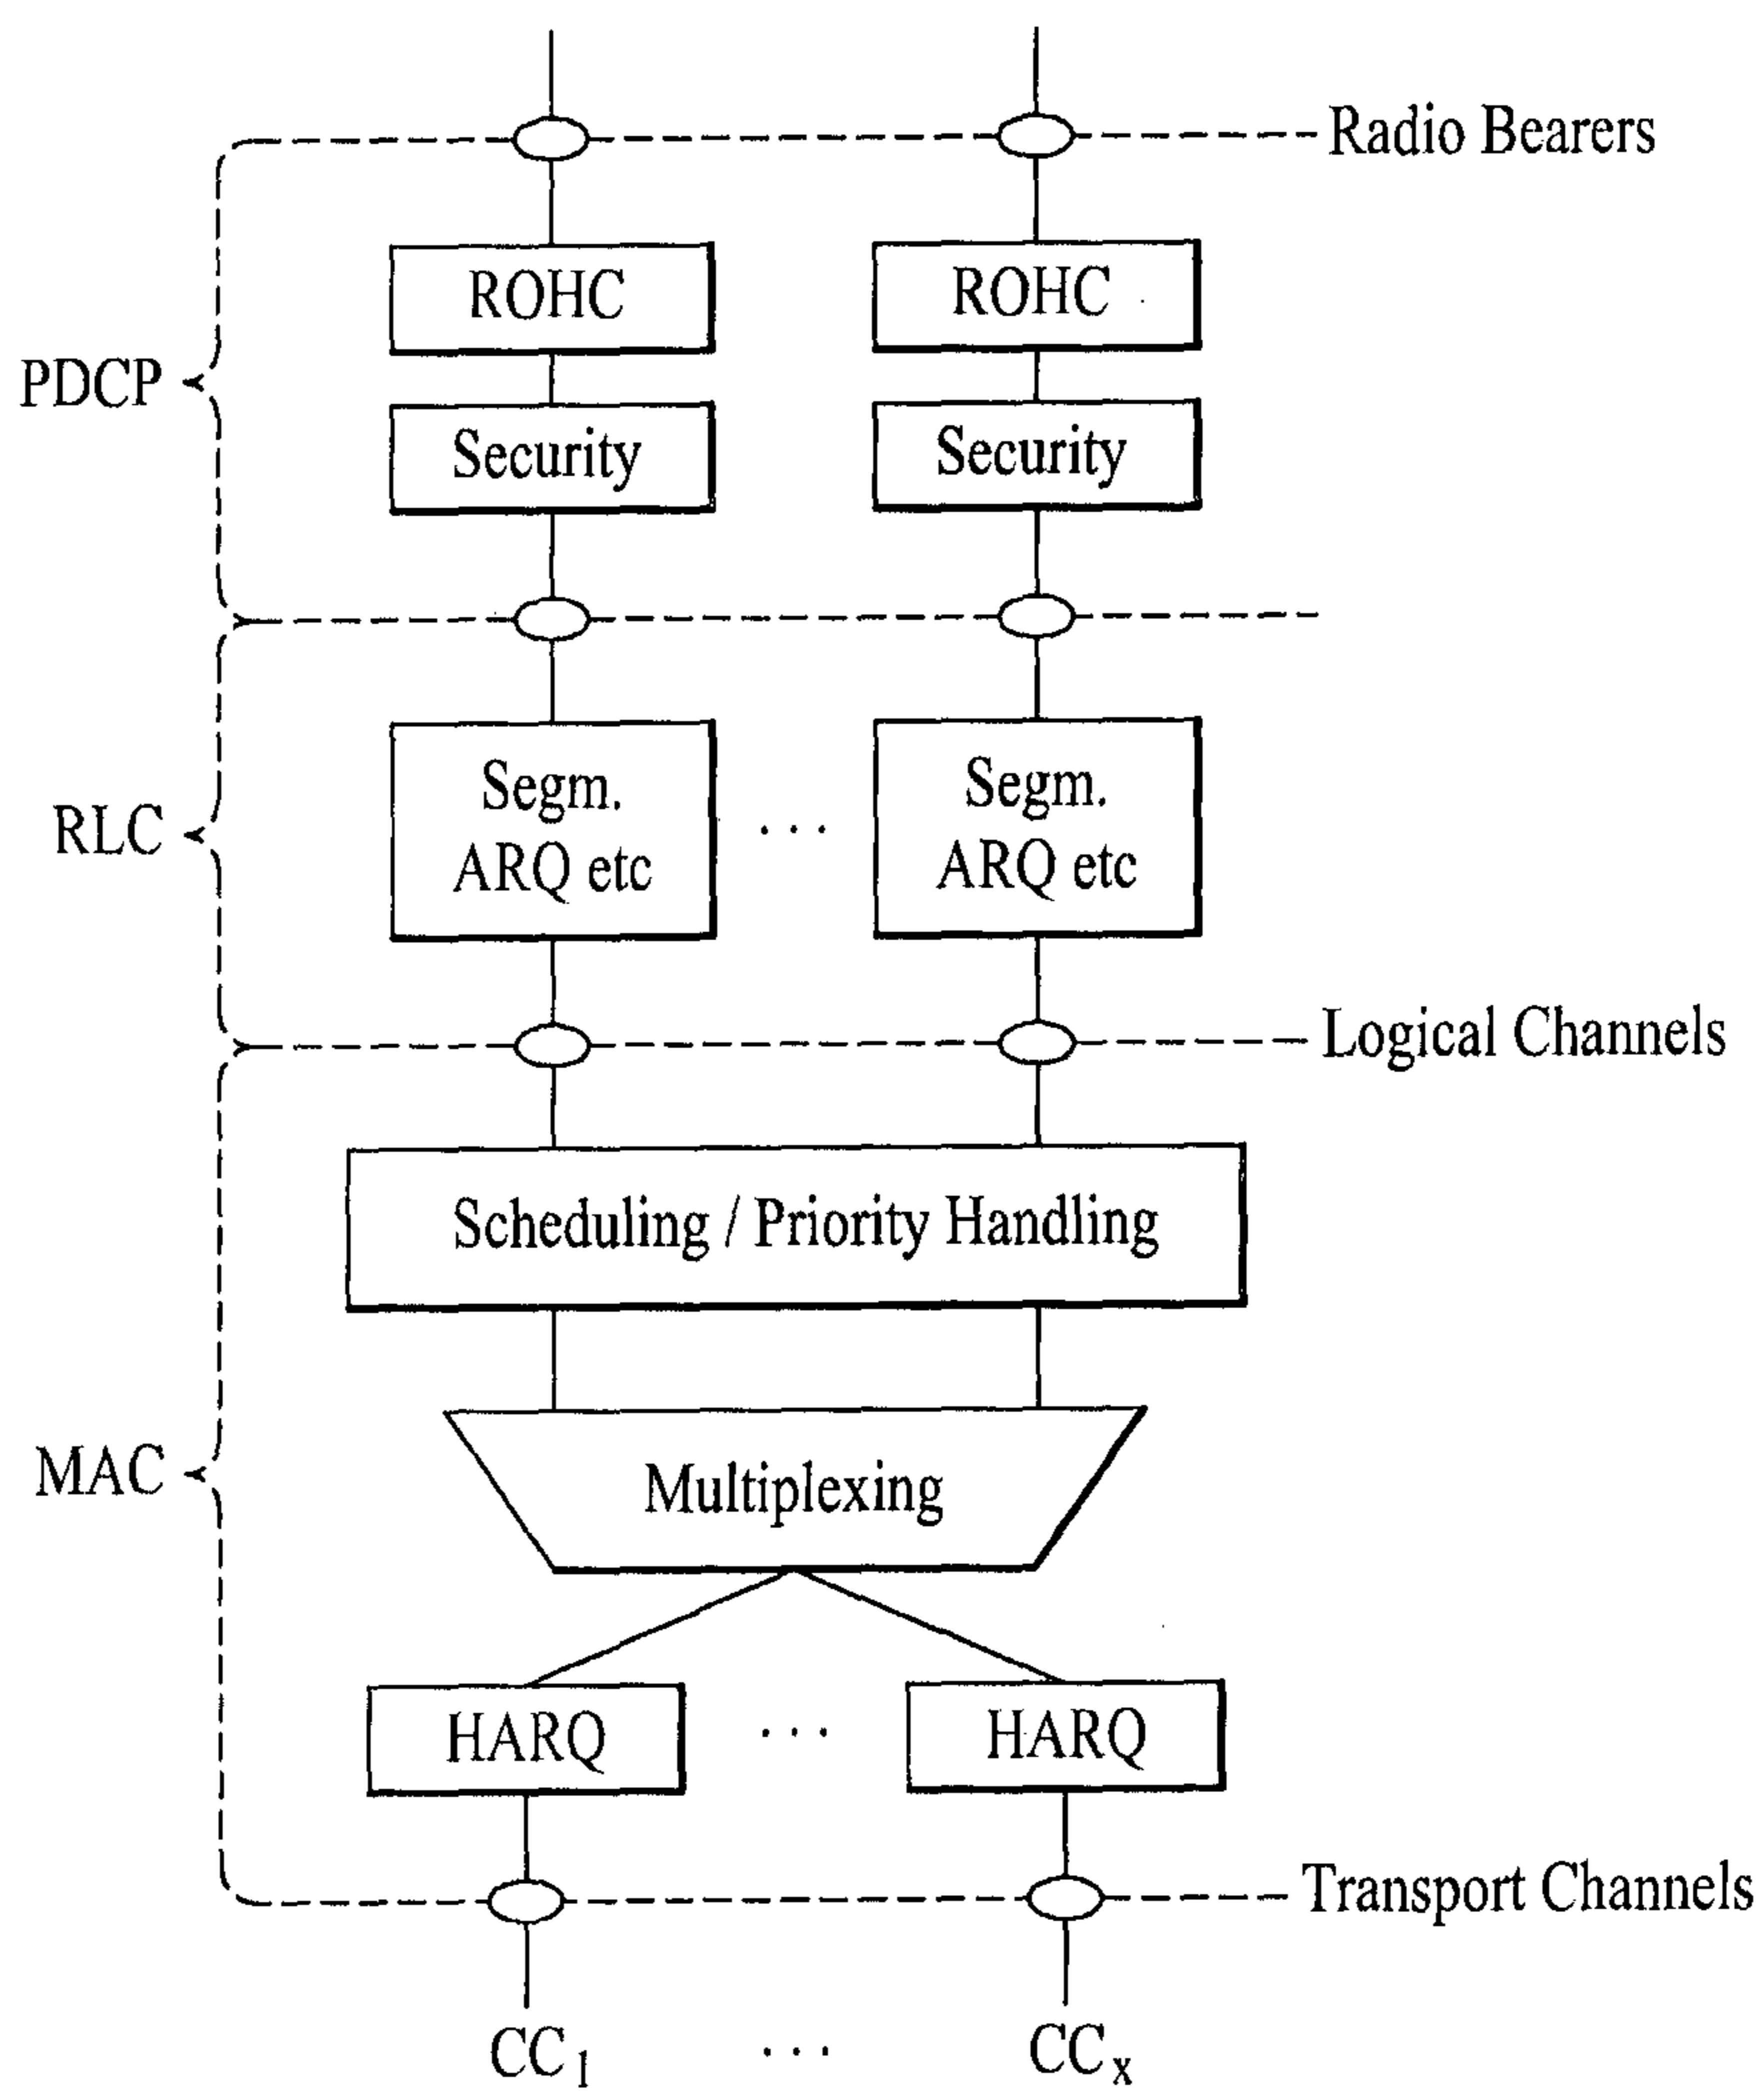 Radio Bearers
ROHC
ROHC
PDCP
Security
Security
Segm.
ARQ etc
...
Segm.
ARQ etc
RLC
Logical Channels
Scheduling / Priority Handling
MAC
Multiplexing
HARQ
...
HARQ
Transport Channels
CC1
...
CCx